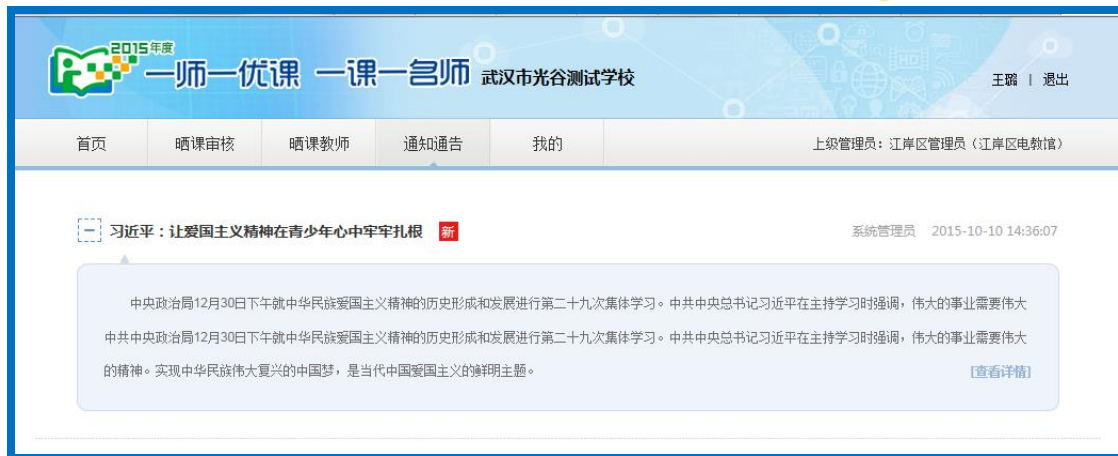 2015年度
一师一优课 一课一名师 武汉市光谷测试学校
王璐 | 退出
首页 晒课审核 晒课教师 通知通告 我的 上级管理员：江岸区管理员（江岸区电教馆）
习近平：让爱国主义精神在青少年心中牢牢扎根 新 系统管理员 2015-10-10 14:36:07
中央政治局12月30日下午就中华民族爱国主义精神的历史形成和发展进行第二十九次集体学习。中共中央总书记习近平在主持学习时强调，伟大的事业需要伟大
中共中央政治局12月30日下午就中华民族爱国主义精神的历史形成和发展进行第二十九次集体学习。中共中央总书记习近平在主持学习时强调，伟大的事业需要伟大
的精神。实现中华民族伟大复兴的中国梦，是当代中国爱国主义的鲜明主题。 [查看详情]